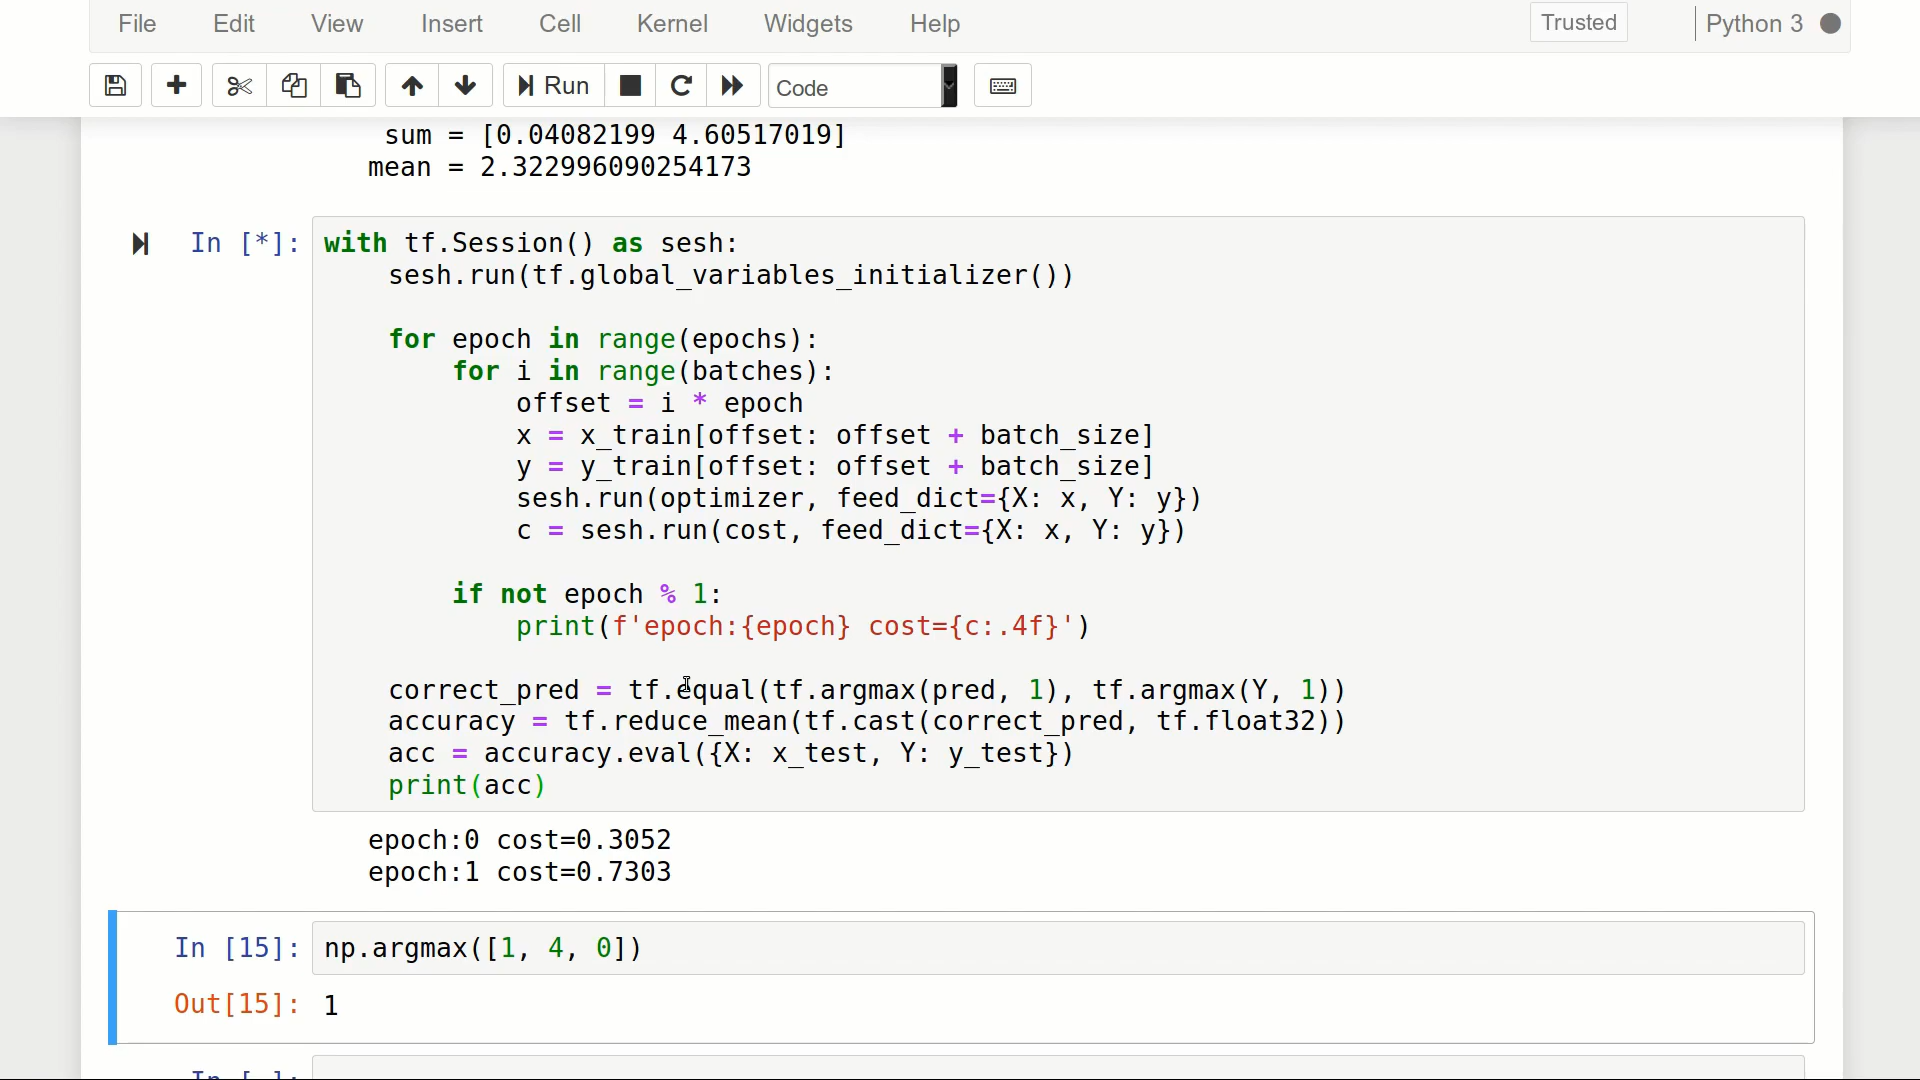 File Edit View Insert Cell Kernel Widgets Help Trusted Python 3
Run Code
sum = [0.04082199 4.60517019]
mean = 2.322996090254173
In [*]: with tf.Session() as sesh:
    sesh.run(tf.global_variables_initializer())
    for epoch in range(epochs):
        for i in range(batches):
            offset = i * epoch
            x = x_train[offset: offset + batch_size]
            y = y_train[offset: offset + batch_size]
            sesh.run(optimizer, feed_dict={X: x, Y: y})
            c = sesh.run(cost, feed_dict={X: x, Y: y})
        if not epoch % 1:
            print(f'epoch:{epoch} cost={c:.4f}')
    correct_pred = tf.equal(tf.argmax(pred, 1), tf.argmax(Y, 1))
    accuracy = tf.reduce_mean(tf.cast(correct_pred, tf.float32))
    acc = accuracy.eval({X: x_test, Y: y_test})
    print(acc)
epoch:0 cost=0.3052
epoch:1 cost=0.7303
In [15]: np.argmax([1, 4, 0])
Out[15]: 1
In [ ]: